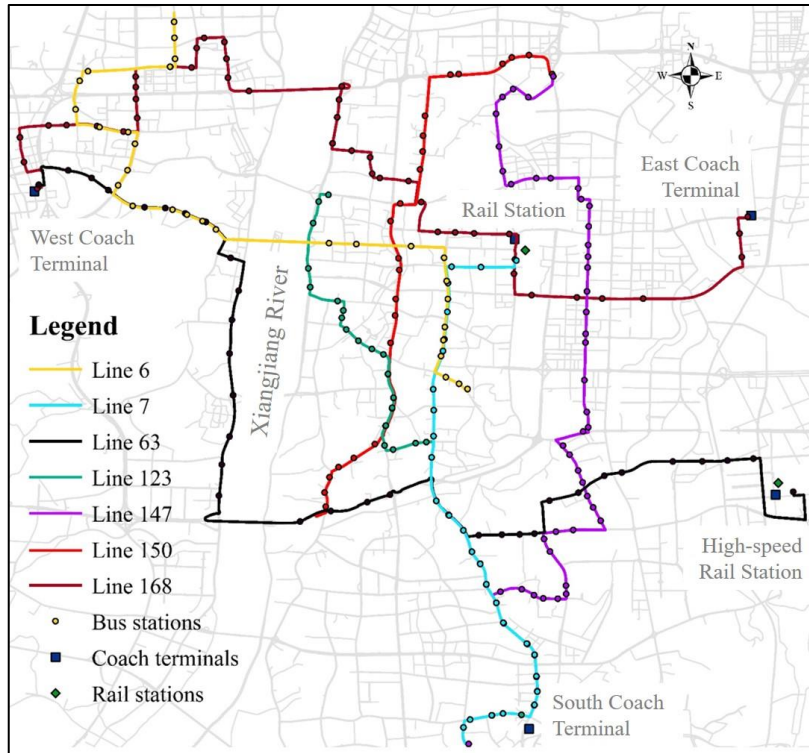 N
W E
S
East Coach
Terminal
Rail Station
West Coach
Terminal
Xiangjiang River
Legend
Line 6
Line 7
Line 63
Line 123
Line 147
Line 150
Line 168
Bus stations
Coach terminals
Rail stations
High-speed
Rail Station
South Coach
Terminal